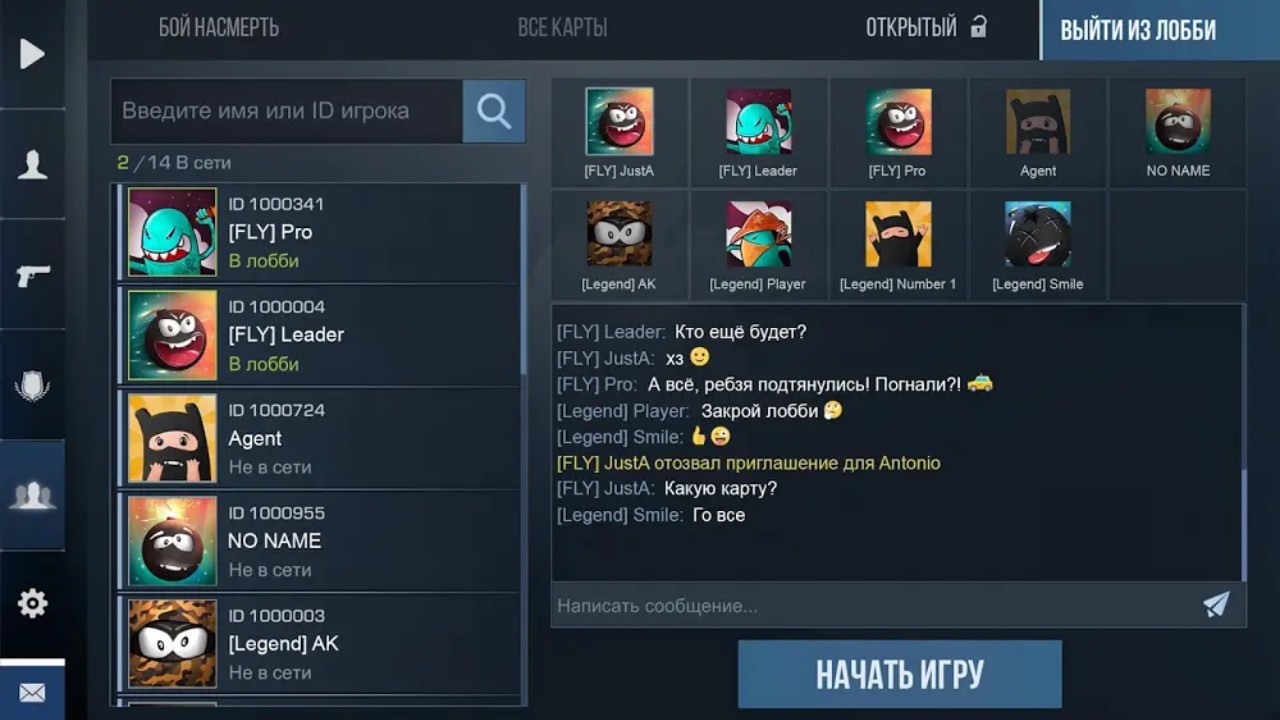 БОЙ НАСМЕРТЬ
ВСЕ КАРТЫ
ОТКРЫТЫЙ
ВЫЙТИ ИЗ ЛОББИ
Введите имя или ID игрока
2 / 14 В сети
ID 1000341
[FLY] Pro
В лобби
ID 1000004
[FLY] Leader
В лобби
ID 1000724
Agent
Не в сети
ID 1000955
NO NAME
Не в сети
ID 1000003
[Legend] AK
Не в сети
[FLY] JustA
[FLY] Leader
[FLY] Pro
Agent
NO NAME
[Legend] AK
[Legend] Player
[Legend] Number 1
[Legend] Smile
[FLY] Leader: Кто ещё будет?
[FLY] JustA: хз 🙂
[FLY] Pro: А всё, ребзя подтянулись! Погнали?! 🚕
[Legend] Player: Закрой лобби 🤔
[Legend] Smile: 👍😜
[FLY] JustA отозвал приглашение для Antonio
[FLY] JustA: Какую карту?
[Legend] Smile: Го все
Написать сообщение...
НАЧАТЬ ИГРУ